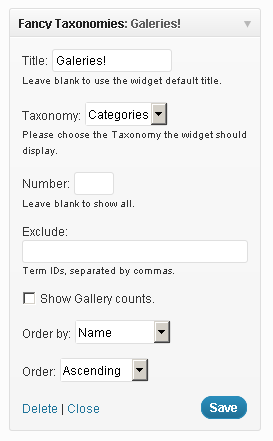 Fancy Taxonomies: Galeries!
Title: Galeries!
Leave blank to use the widget default title.
Taxonomy: Categories
Please choose the Taxonomy the widget should
display.
Number:
Leave blank to show all.
Exclude:
Term IDs, separated by commas.
Show Gallery counts.
Order by: Name
Order: Ascending
Delete | Close Save